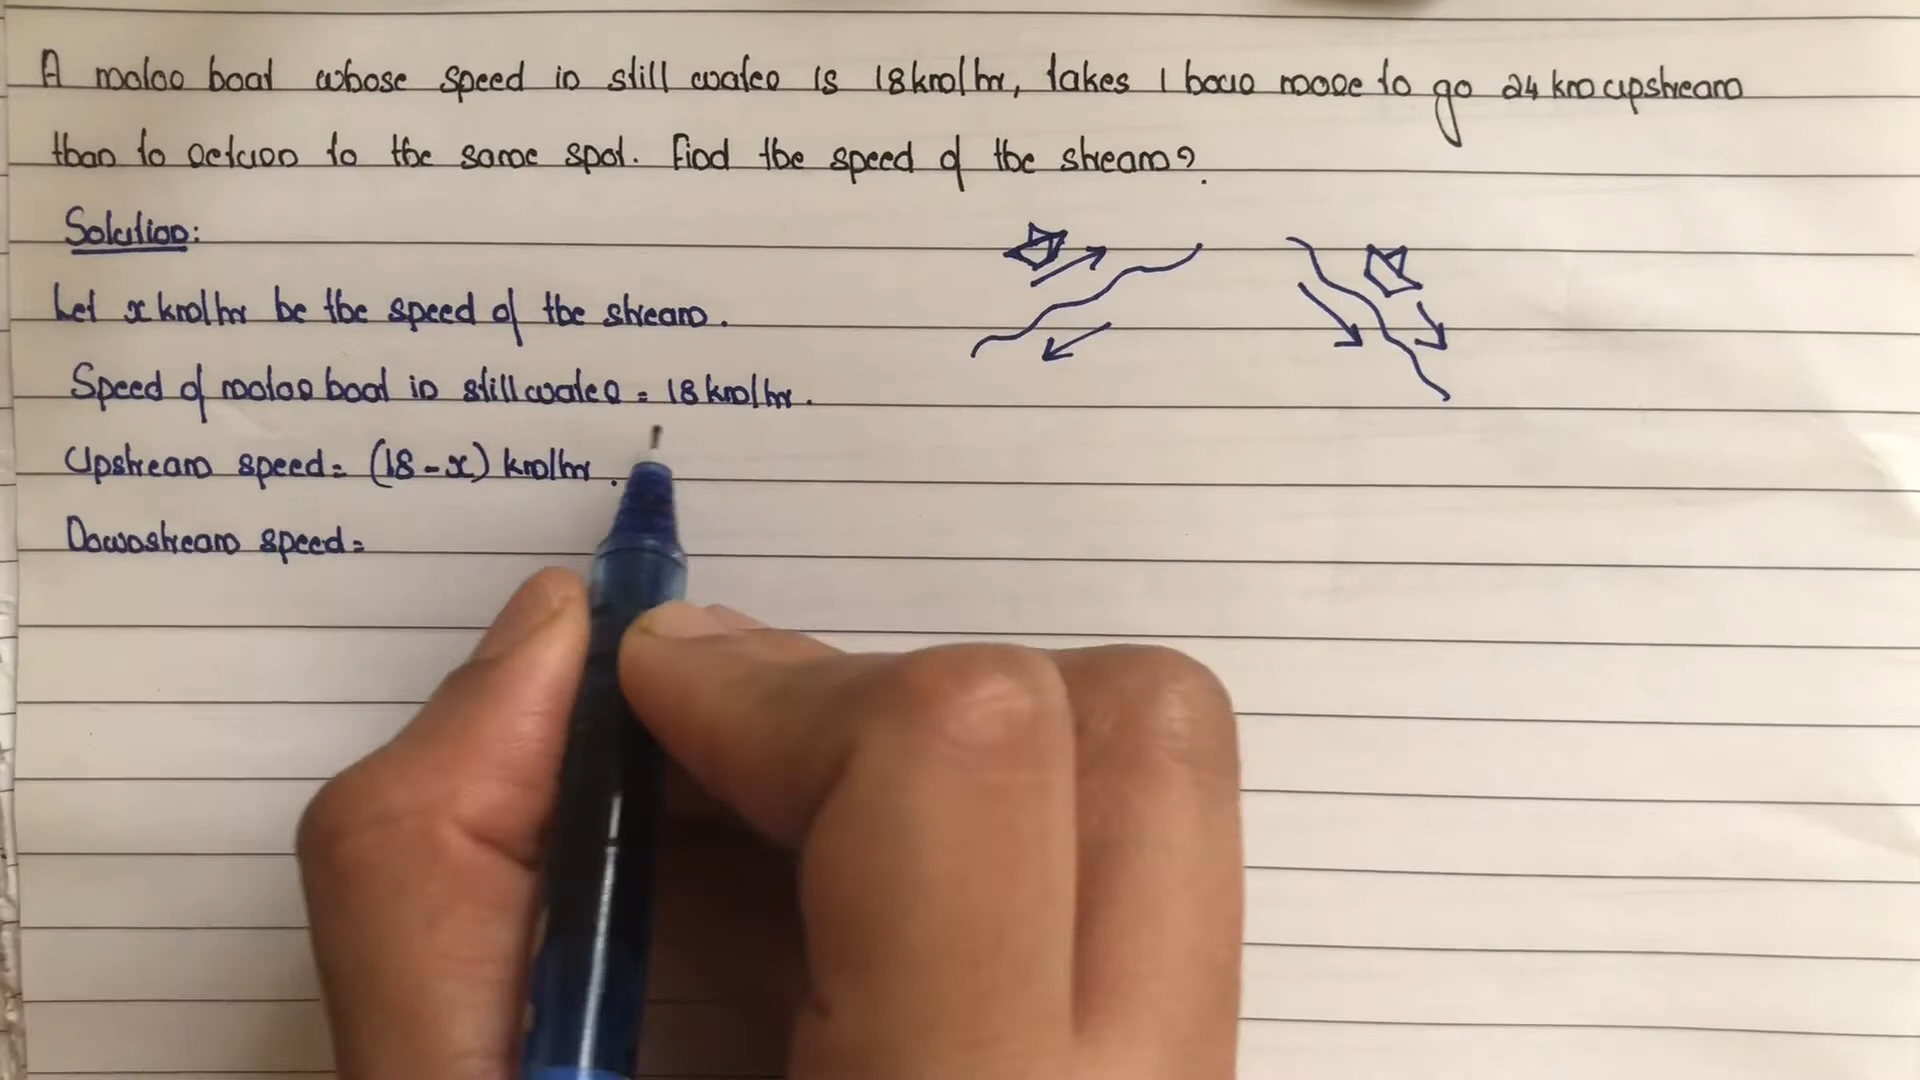 A motor boat whose speed in still water is 18km/hr, takes 1 hour more to go 24 km upstream
than to return to the same spot. Find the speed of the stream?
Solution:
Let x km/hr be the speed of the stream.
Speed of motor boat in still water = 18 km/hr.
Upstream speed = (18 - x) km/hr.
Downstream speed =